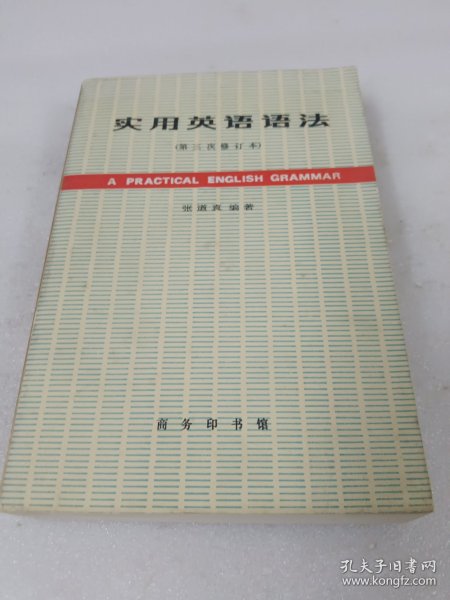 实用英语语法
(第三次修订本)
A PRACTICAL ENGLISH GRAMMAR
张道真编著
商务印书馆
孔夫子旧书网
www.kongfz.com